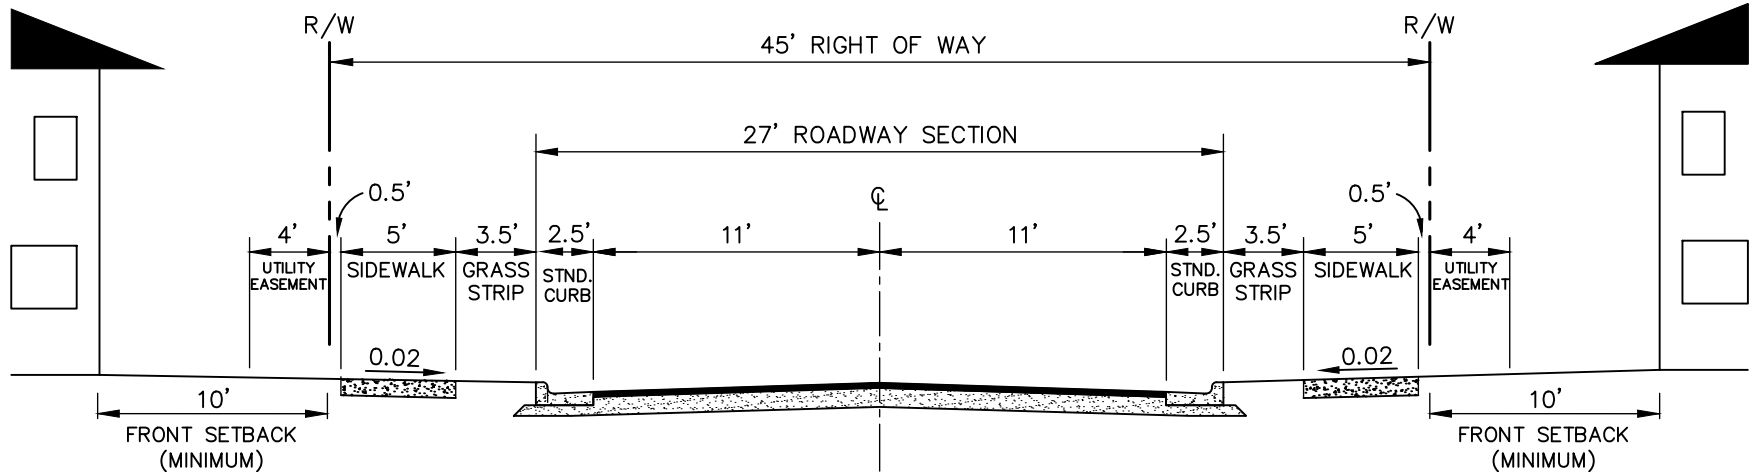 R/W R/W
45' RIGHT OF WAY
27' ROADWAY SECTION
0.5' ℄ 0.5'
4' 5' 3.5' 2.5' 11' 11' 2.5' 3.5' 5' 4'
UTILITY SIDEWALK GRASS STND. STND. GRASS SIDEWALK UTILITY
EASEMENT STRIP CURB CURB STRIP EASEMENT
0.02 0.02
10' 10'
FRONT SETBACK FRONT SETBACK
(MINIMUM) (MINIMUM)